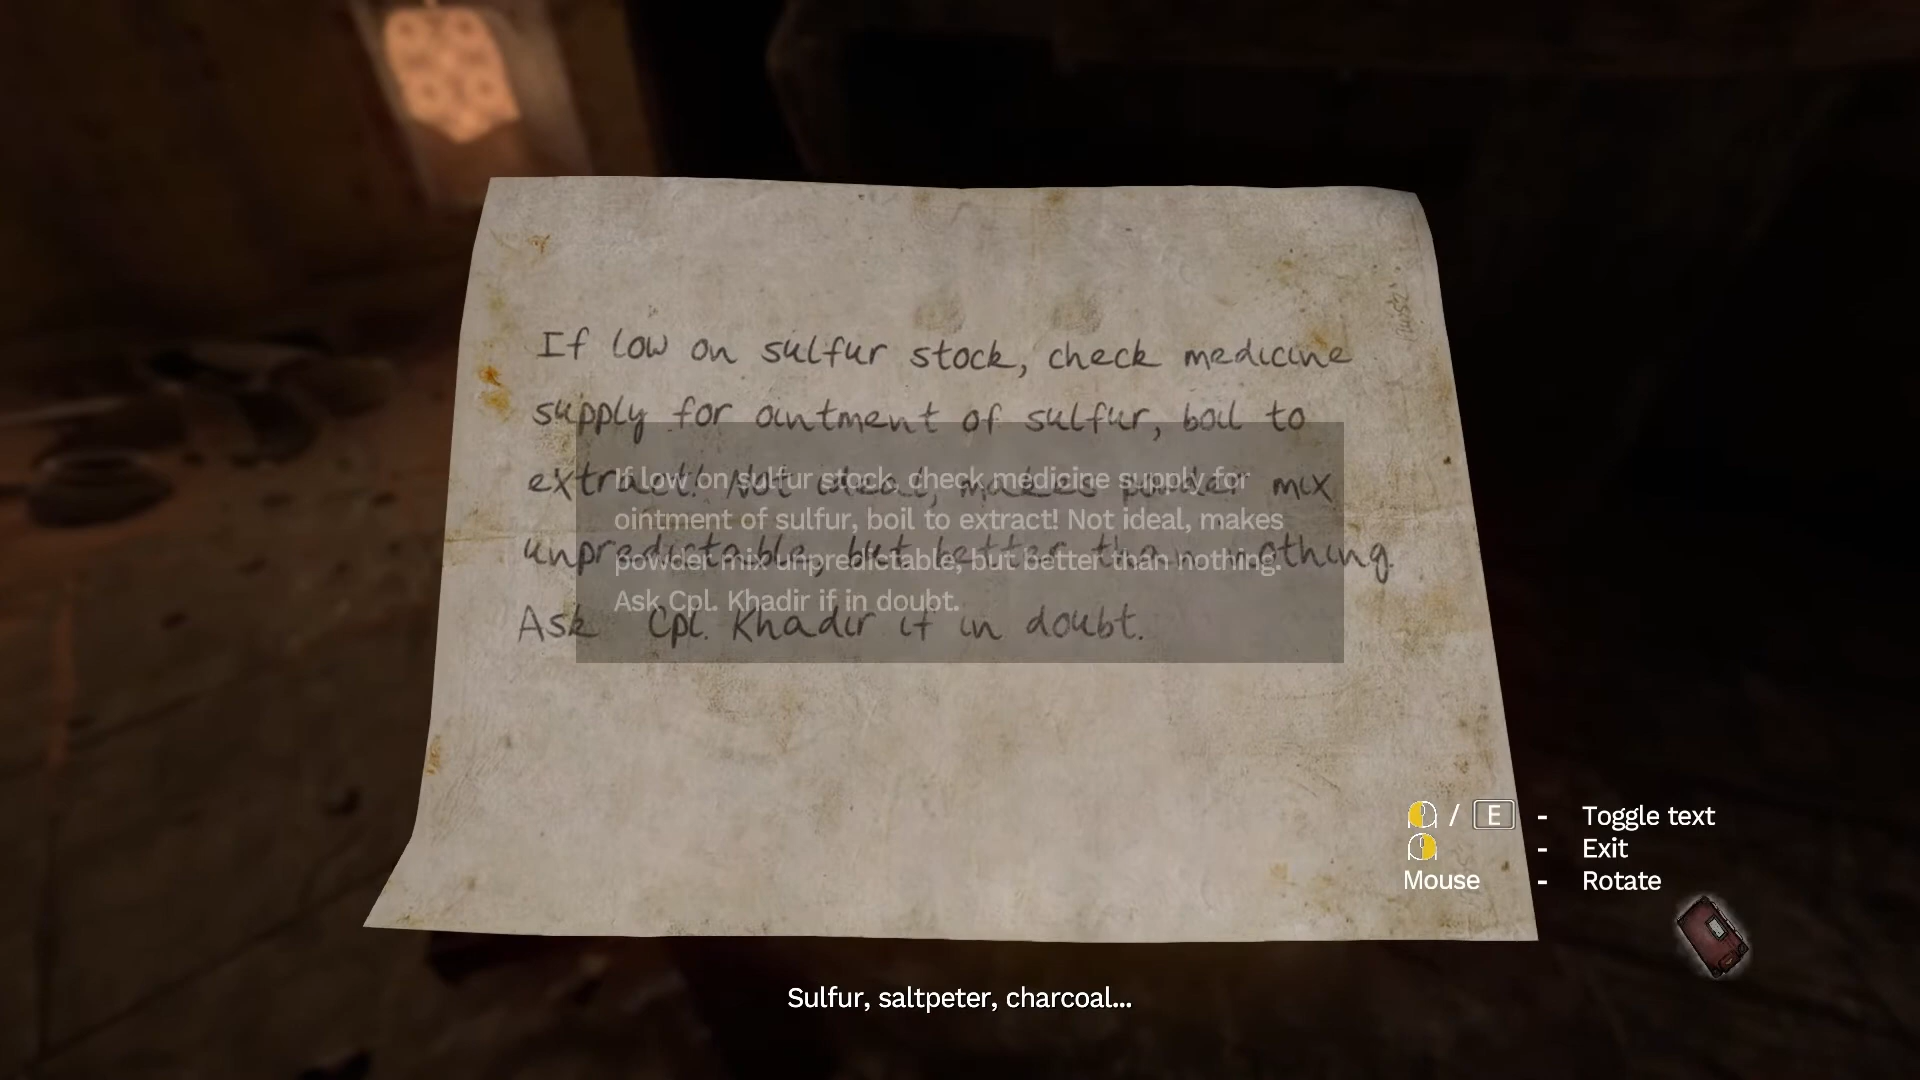 If low on sulfur stock, check medicine
supply for ointment of sulfur, boil to
extract! Not ideal, makes powder mix
unpredictable, but better than nothing.
Ask Cpl. Khadir if in doubt.
If low on sulfur stock, check medicine supply for
ointment of sulfur, boil to extract! Not ideal, makes
powder mix unpredictable, but better than nothing.
Ask Cpl. Khadir if in doubt.
/ E - Toggle text
- Exit
Mouse - Rotate
Sulfur, saltpeter, charcoal...